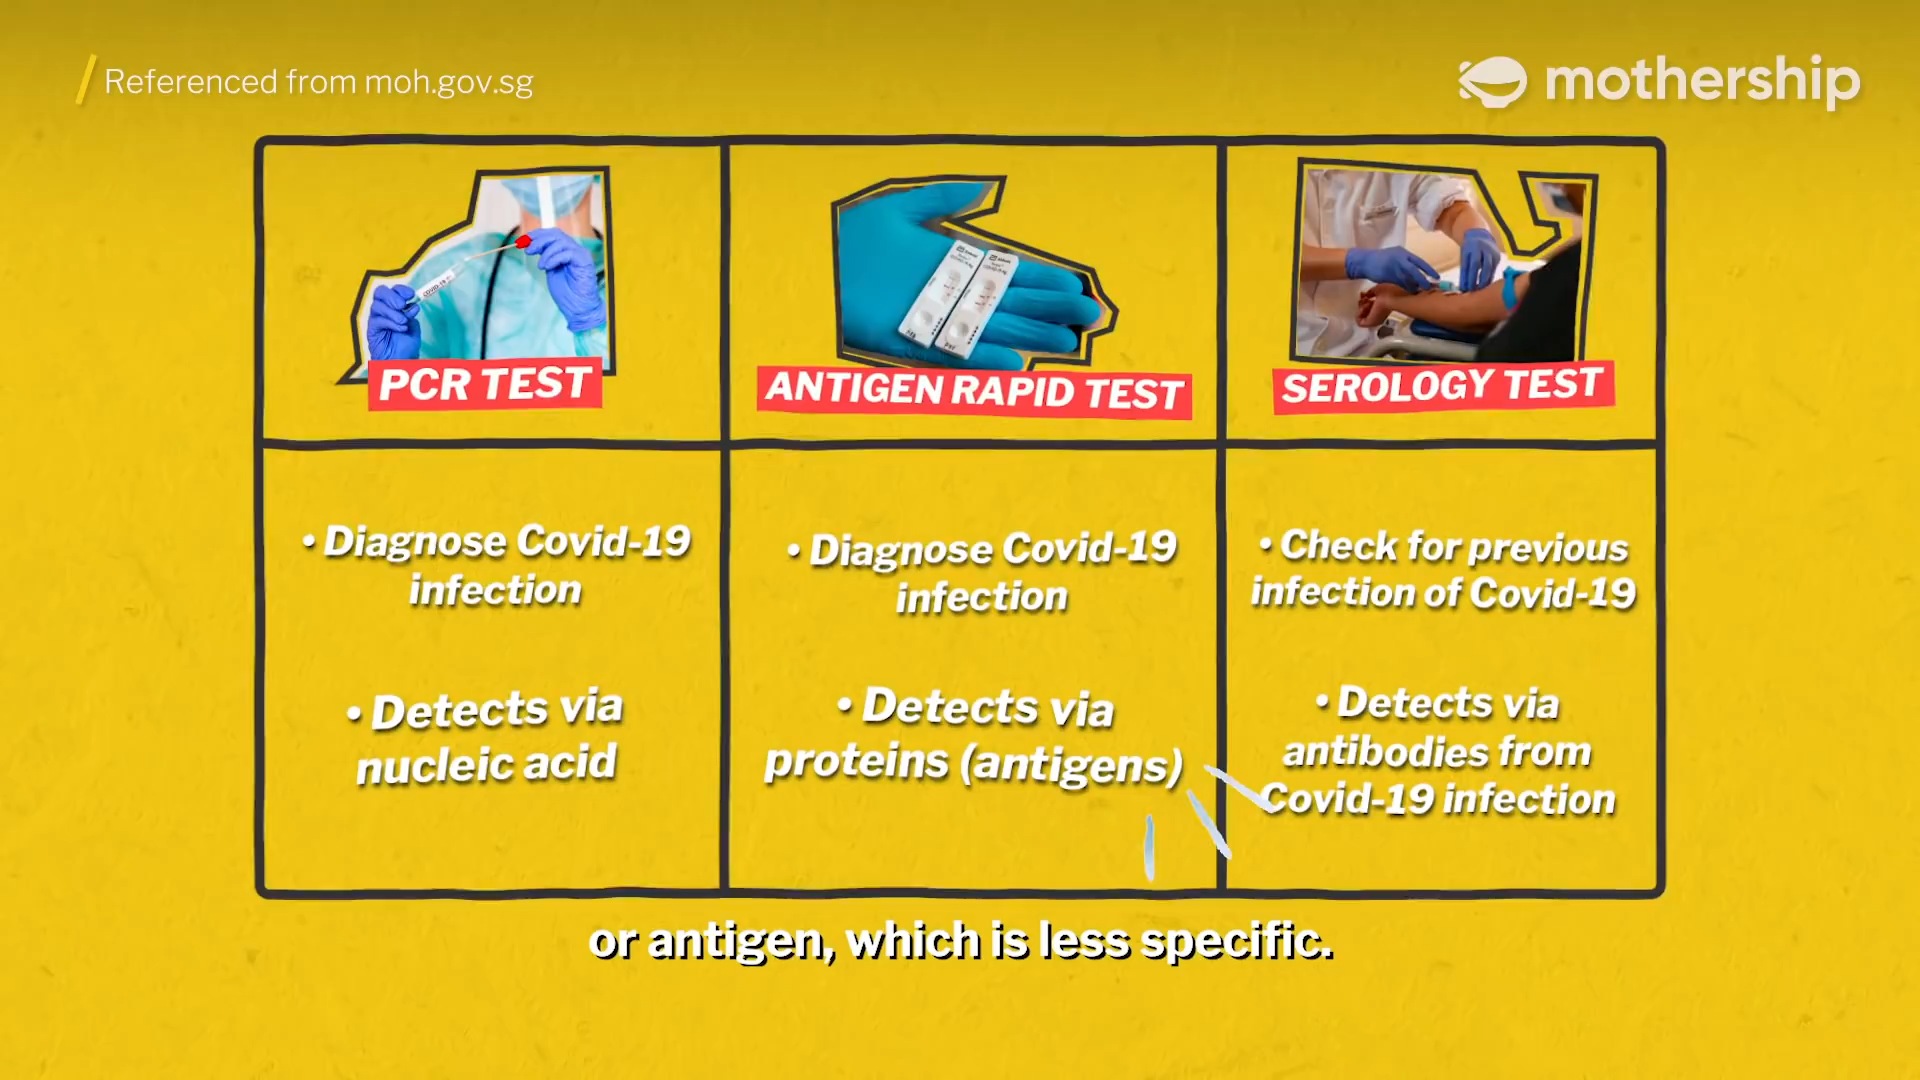 Referenced from moh.gov.sg
mothership
PCR TEST
ANTIGEN RAPID TEST
SEROLOGY TEST
• Diagnose Covid-19
infection
• Detects via
nucleic acid
• Diagnose Covid-19
infection
• Detects via
proteins (antigens)
• Check for previous
infection of Covid-19
• Detects via
antibodies from
Covid-19 infection
or antigen, which is less specific.
COVID-19